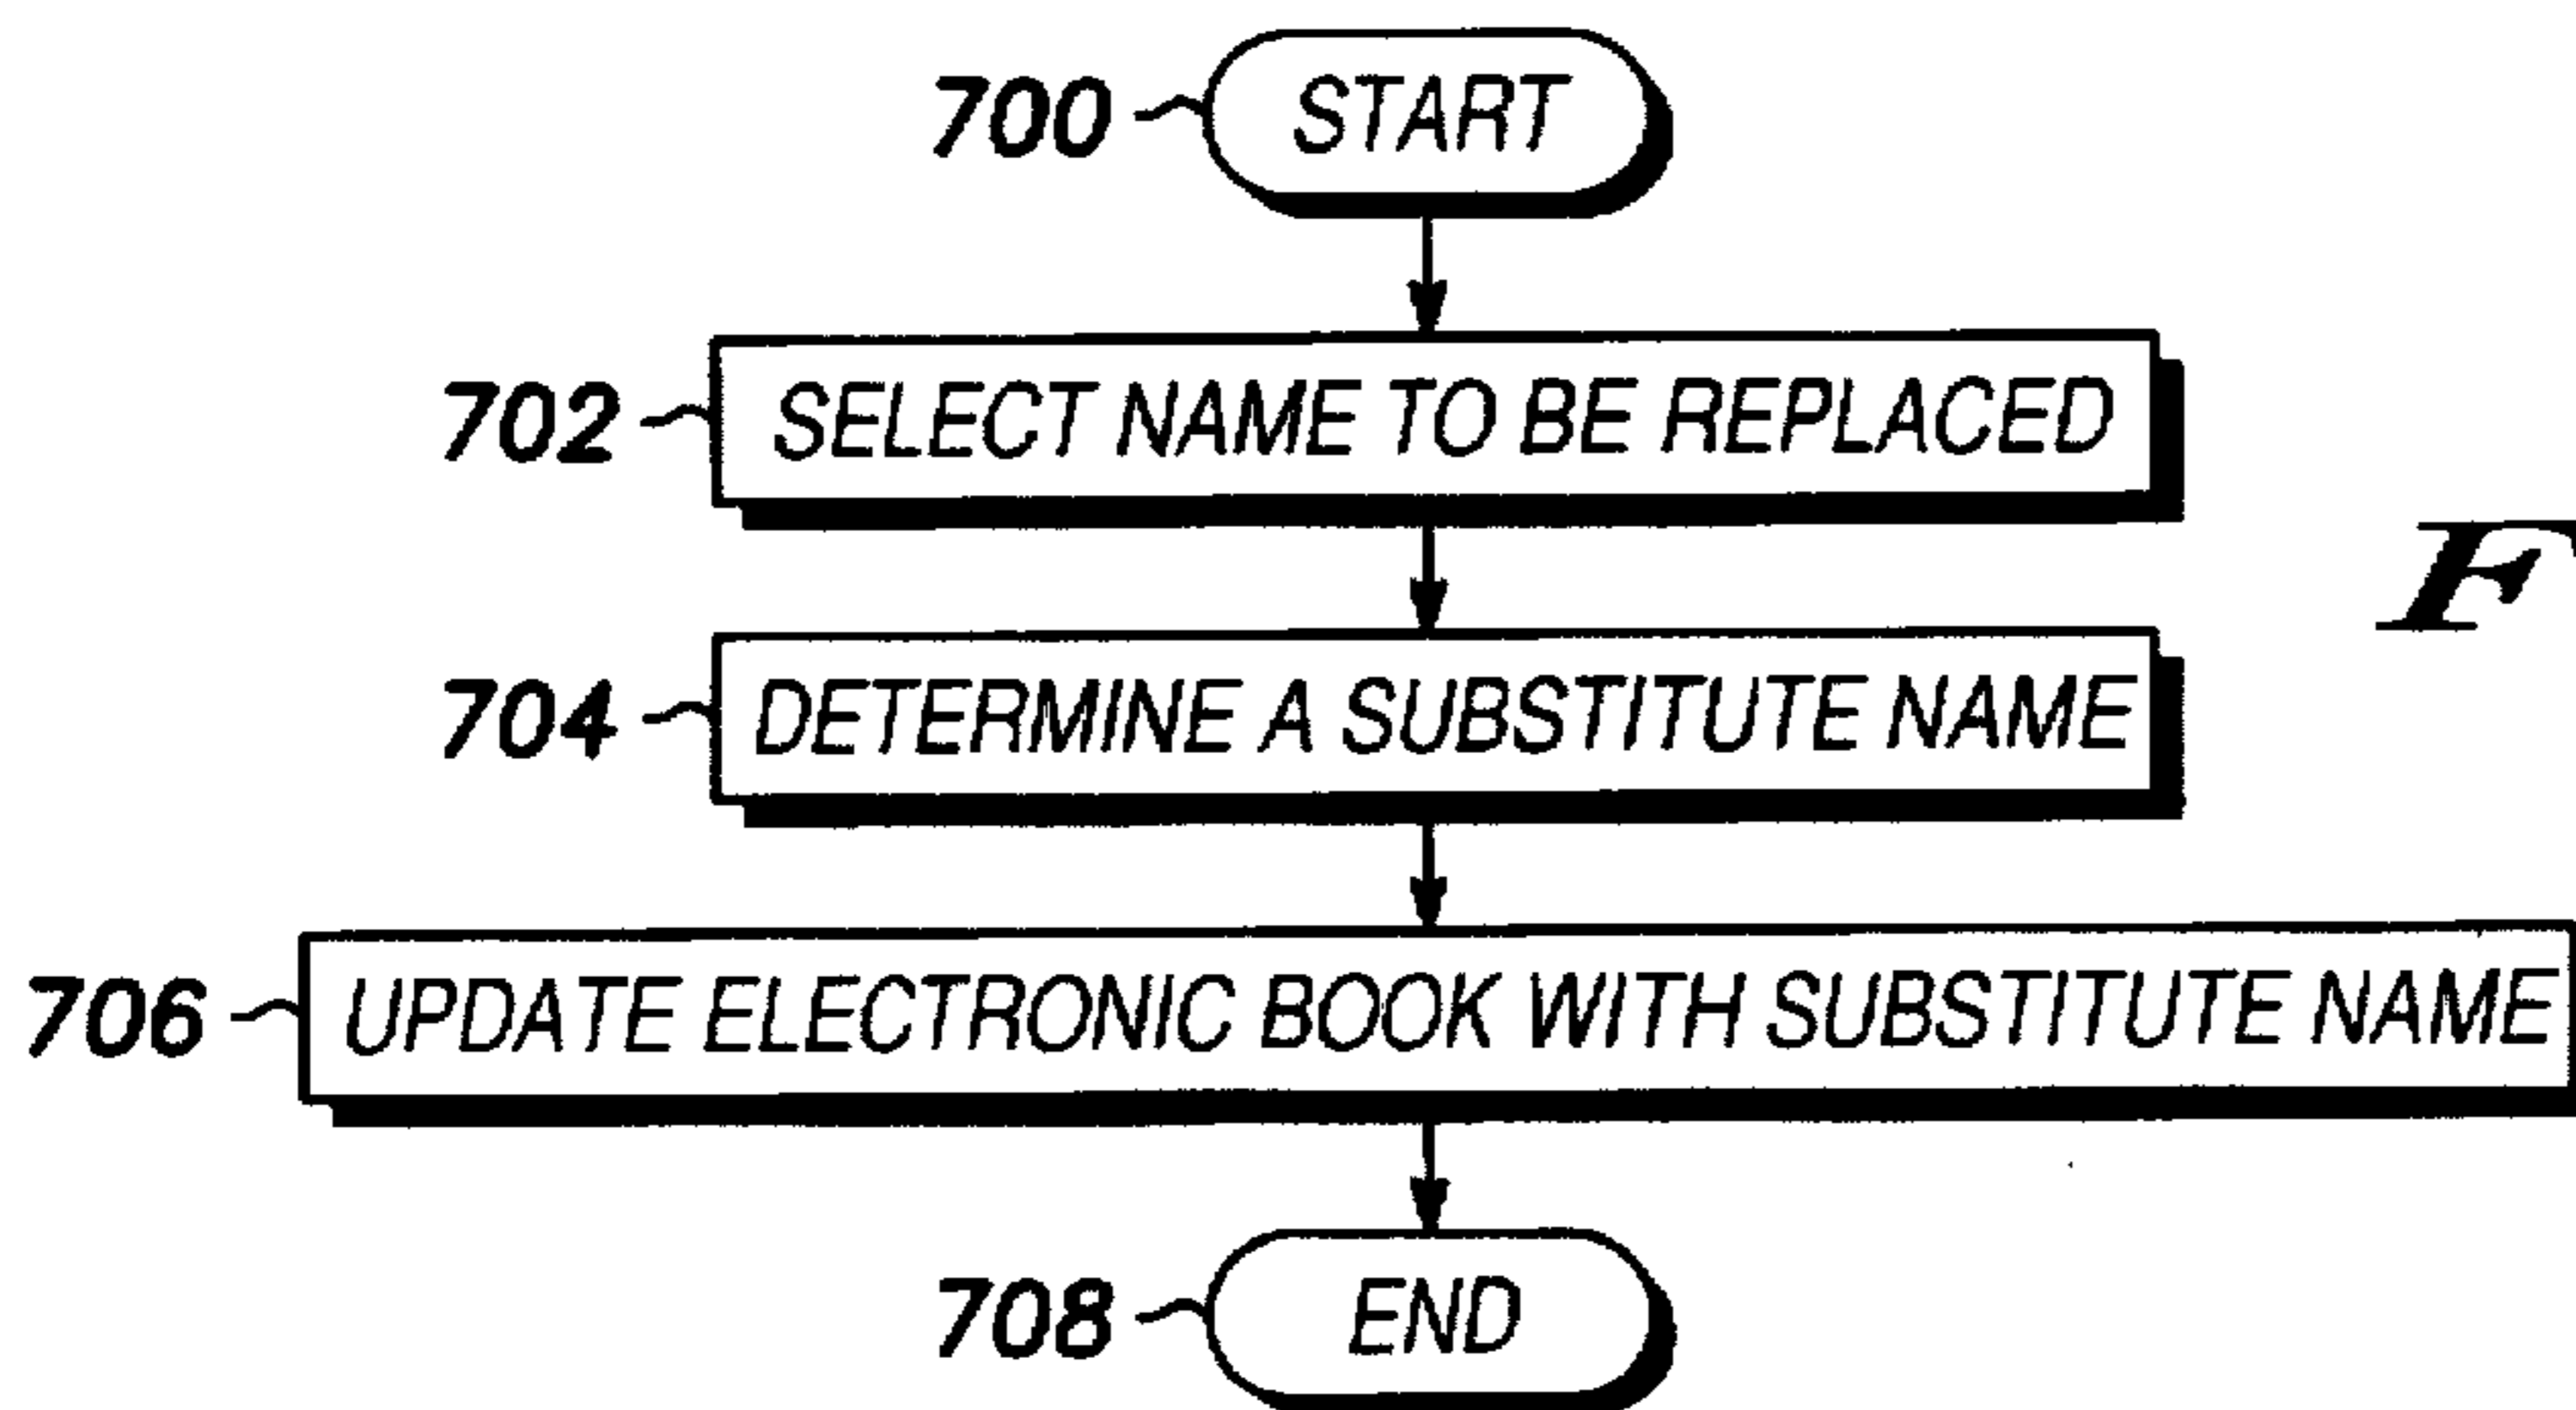 700 START
702 SELECT NAME TO BE REPLACED
F
704 DETERMINE A SUBSTITUTE NAME
706 UPDATE ELECTRONIC BOOK WITH SUBSTITUTE NAME
708 END